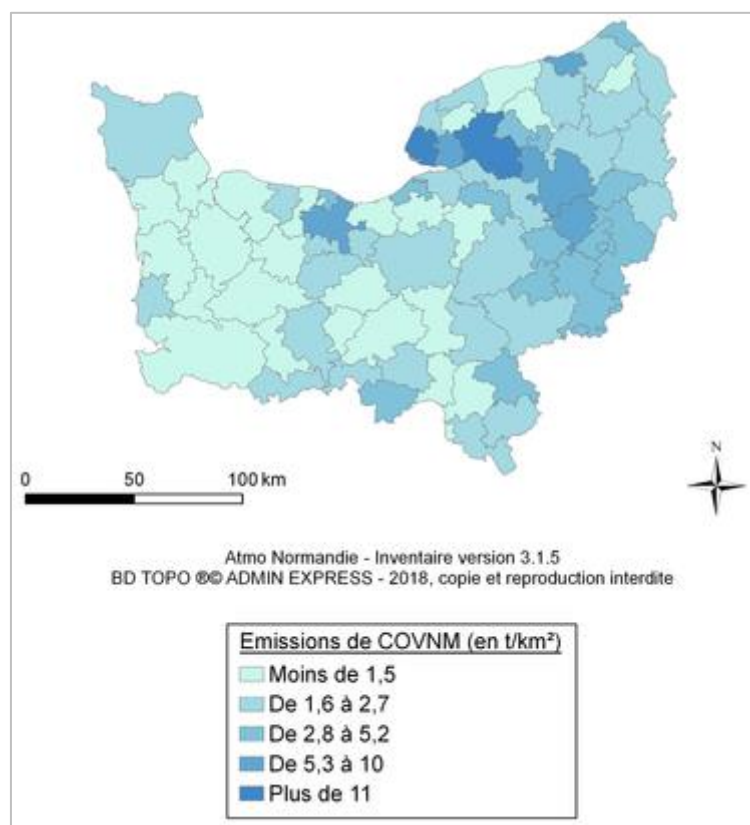 N
0 50 100 km
Atmo Normandie - Inventaire version 3.1.5
BD TOPO ®© ADMIN EXPRESS - 2018, copie et reproduction interdite
Emissions de COVNM (en t/km²)
Moins de 1,5
De 1,6 à 2,7
De 2,8 à 5,2
De 5,3 à 10
Plus de 11